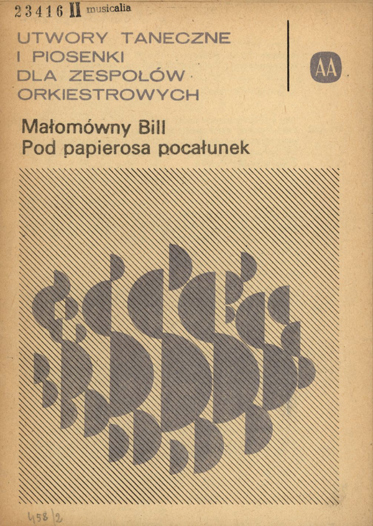 23416 II musicalia
UTWORY TANECZNE
I PIOSENKI
DLA ZESPOŁÓW
ORKIESTROWYCH
AA
Małomówny Bill
Pod papierosa pocałunek
458/2